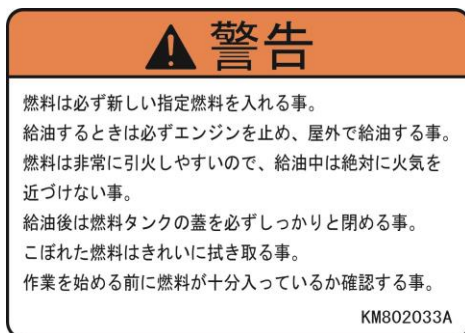 警告
燃料は必ず新しい指定燃料を入れる事。
給油するときは必ずエンジンを止め、屋外で給油する事。
燃料は非常に引火しやすいので、給油中は絶対に火気を
近づけない事。
給油後は燃料タンクの蓋を必ずしっかりと閉める事。
こぼれた燃料はきれいに拭き取る事。
作業を始める前に燃料が十分入っているか確認する事。
KM802033A